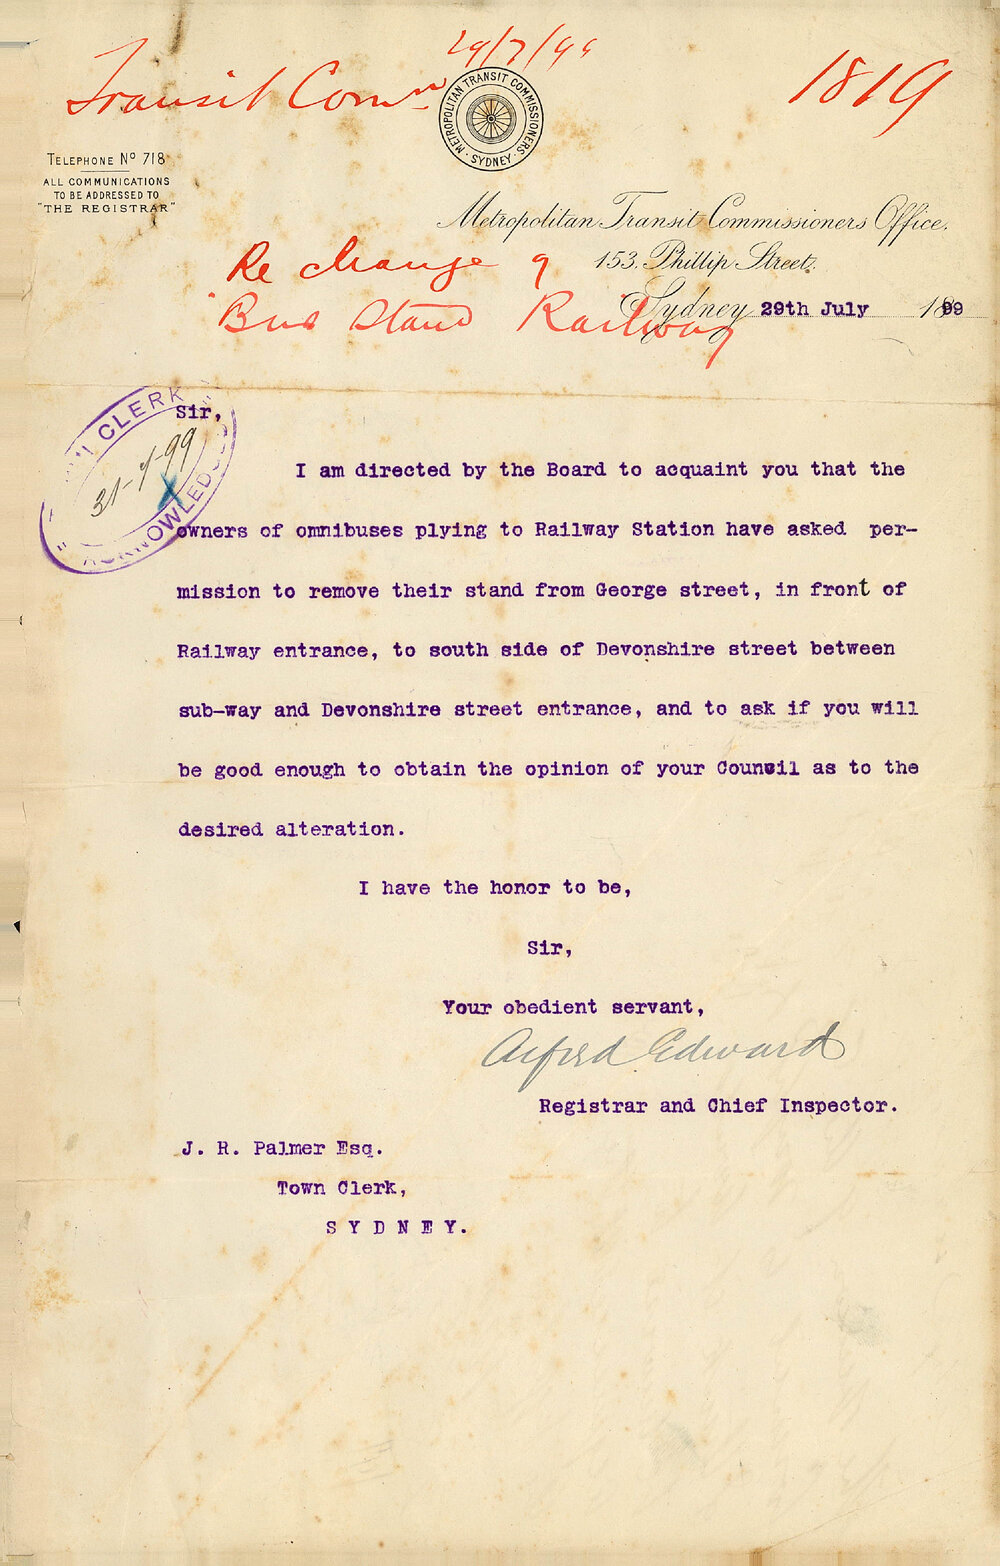 29/7/99
Transit Comrs 1819
METROPOLITAN TRANSIT COMMISSIONERS
· SYDNEY ·
TELEPHONE No 718
ALL COMMUNICATIONS
TO BE ADDRESSED TO
"THE REGISTRAR"
Metropolitan Transit Commissioners Office,
153, Phillip Street,
Sydney 29th July 1899
Re change of
Bus Stand Railway
CLERK
31-7-99
ACKNOWLEDGED
Sir,
I am directed by the Board to acquaint you that the
owners of omnibuses plying to Railway Station have asked per-
mission to remove their stand from George street, in front of
Railway entrance, to south side of Devonshire street between
sub-way and Devonshire street entrance, and to ask if you will
be good enough to obtain the opinion of your Council as to the
desired alteration.
I have the honor to be,
Sir,
Your obedient servant,
Alfred Edward
Registrar and Chief Inspector.
J. R. Palmer Esq.
Town Clerk,
S Y D N E Y.